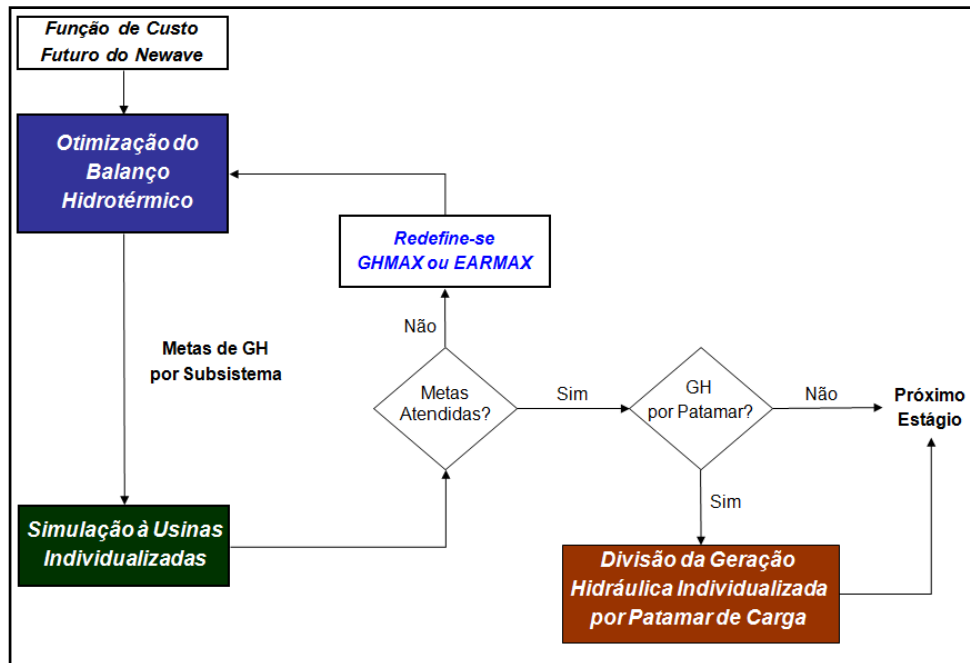 Função de Custo
Futuro do Newave
Otimização do
Balanço
Hidrotérmico
Redefine-se
GHMAX ou EARMAX
Metas de GH
por Subsistema
Não
Metas
Atendidas?
Sim
GH
por Patamar?
Não
Próximo
Estágio
Sim
Simulação à Usinas
Individualizadas
Divisão da Geração
Hidráulica Individualizada
por Patamar de Carga